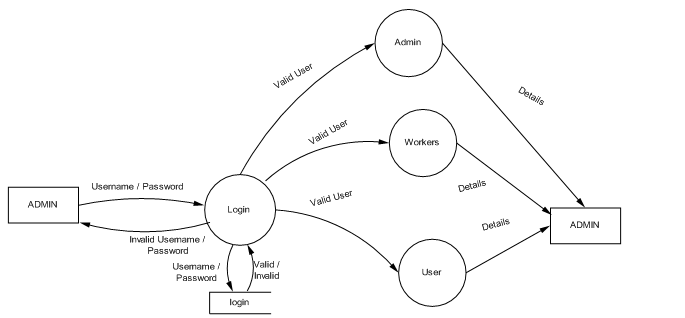 Admin
Valid User
Details
Valid User
Workers
Username / Password
Details
Valid User
ADMIN
Login
ADMIN
Details
Invalid Username /
Password
Username /
Password
Valid /
Invalid
User
login